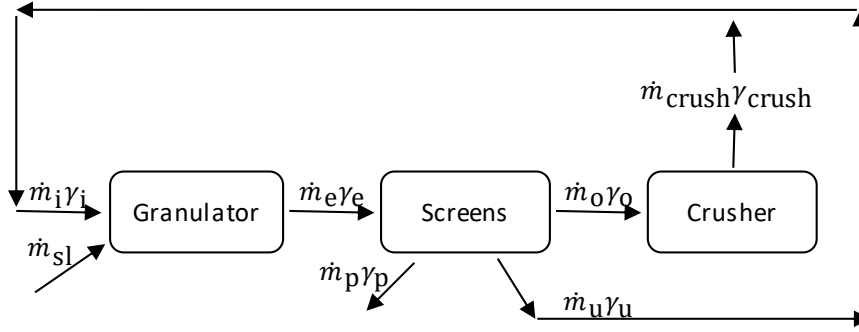 ṁcrushγcrush
ṁiγi
Granulator
ṁeγe
Screens
ṁoγo
Crusher
ṁsl
ṁpγp
ṁuγu